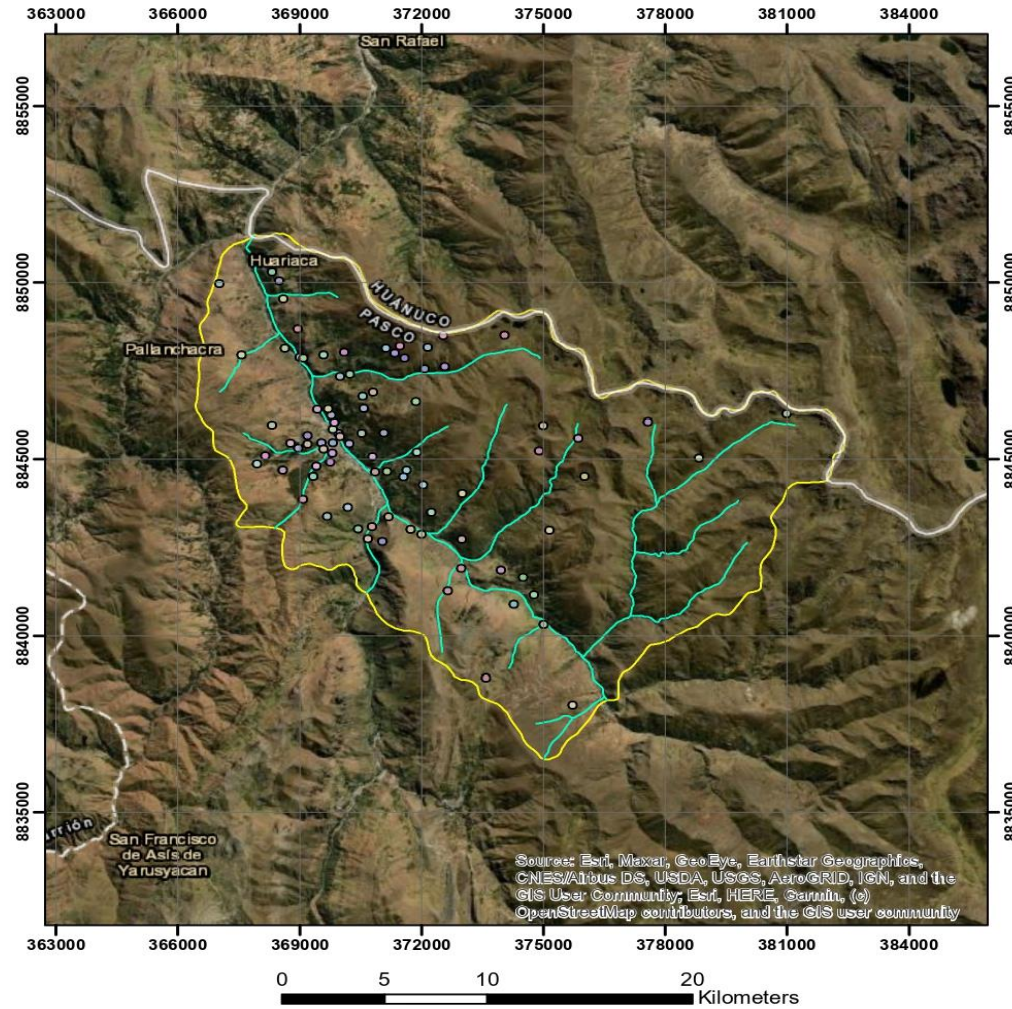 363000 366000 369000 372000 375000 378000 381000 384000
San Rafael
8855000 8855000
Huariaca
8850000 8850000
HUANUCO
PASCO
Pallanchacra
8845000 8845000
8840000 8840000
8835000 8835000
rrión
San Francisco
de Asís de
Yarusyacan
Source: Esri, Maxar, GeoEye, Earthstar Geographics,
CNES/Airbus DS, USDA, USGS, AeroGRID, IGN, and the
GIS User Community; Esri, HERE, Garmin, (c)
OpenStreetMap contributors, and the GIS user community
363000 366000 369000 372000 375000 378000 381000 384000
0 5 10 20
Kilometers